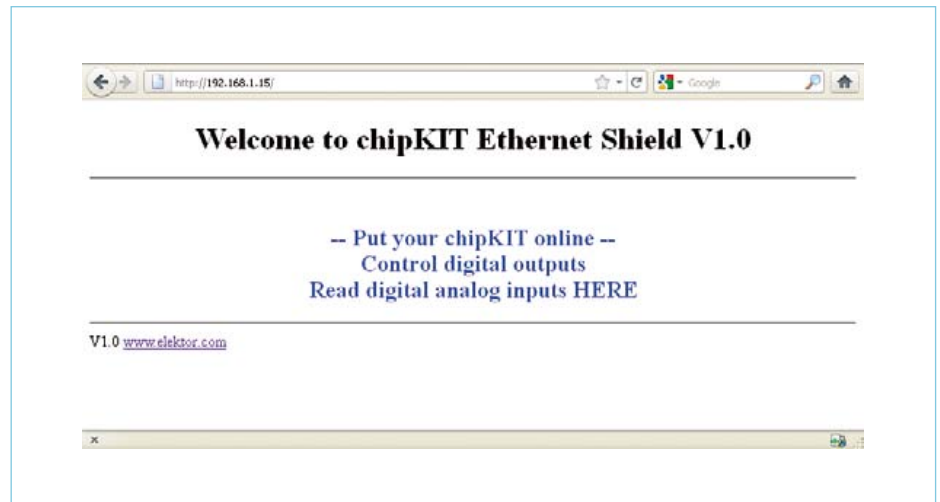 http://192.168.1.15/ Google
Welcome to chipKIT Ethernet Shield V1.0
-- Put your chipKIT online --
Control digital outputs
Read digital analog inputs HERE
V1.0 www.elektor.com
x